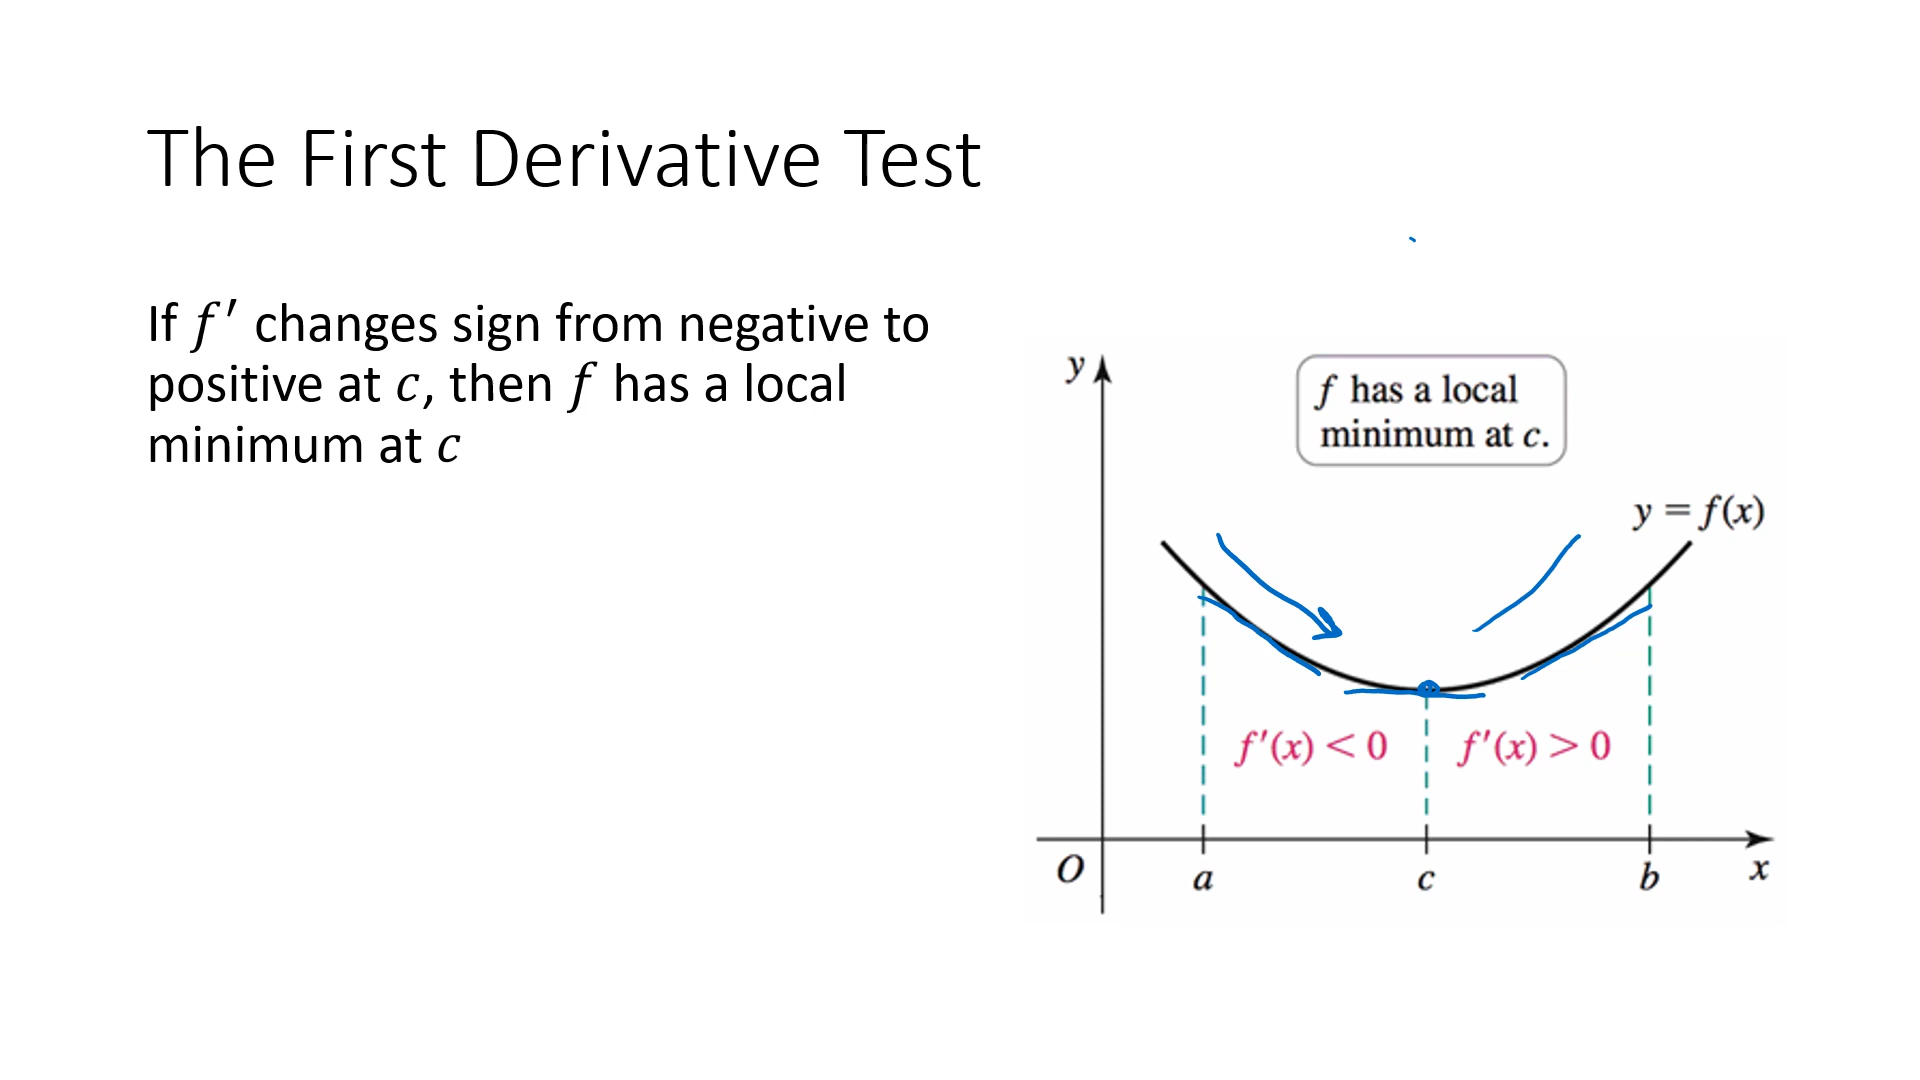 The First Derivative Test
If f′ changes sign from negative to
positive at c, then f has a local
minimum at c
y
f has a local
minimum at c.
y = f(x)
f′(x) < 0
f′(x) > 0
O
a
c
b
x